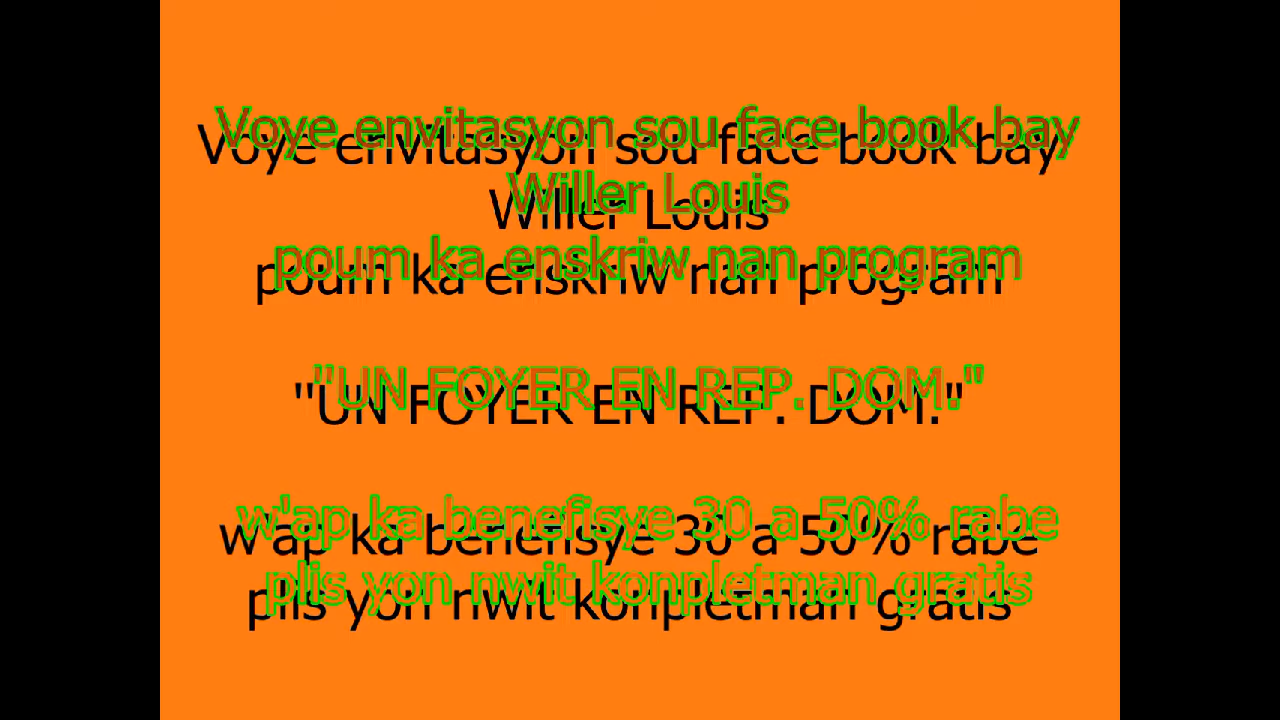 Voye envitasyon sou face book bay
Willer Louis
poum ka enskriw nan program
"UN FOYER EN REP. DOM."
w'ap ka benefisye 30 a 50% rabe
plis yon nwit konpletman gratis